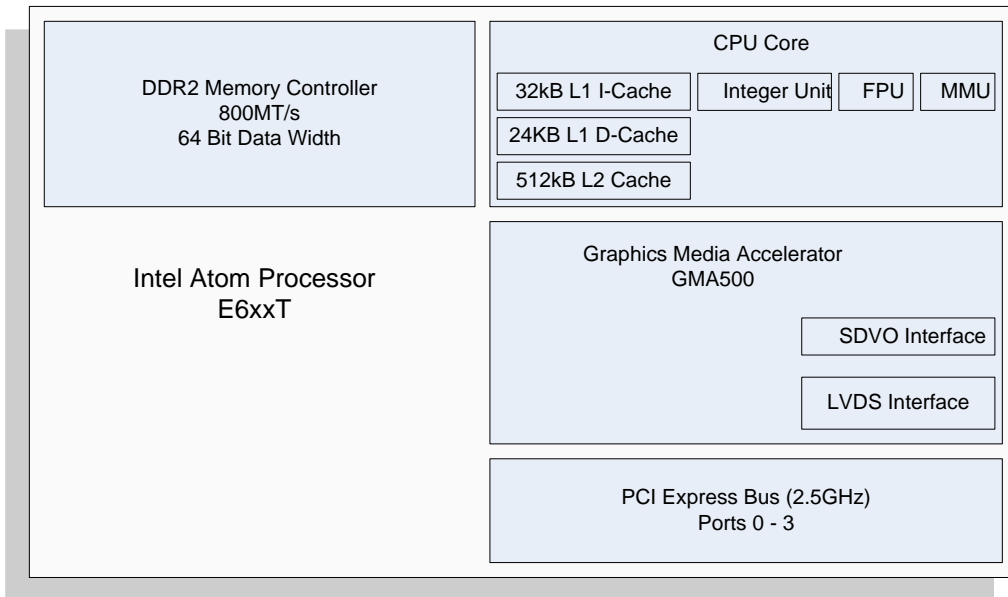 DDR2 Memory Controller
800MT/s
64 Bit Data Width
CPU Core
32kB L1 I-Cache
Integer Unit
FPU
MMU
24KB L1 D-Cache
512kB L2 Cache
Intel Atom Processor
E6xxT
Graphics Media Accelerator
GMA500
SDVO Interface
LVDS Interface
PCI Express Bus (2.5GHz)
Ports 0 - 3